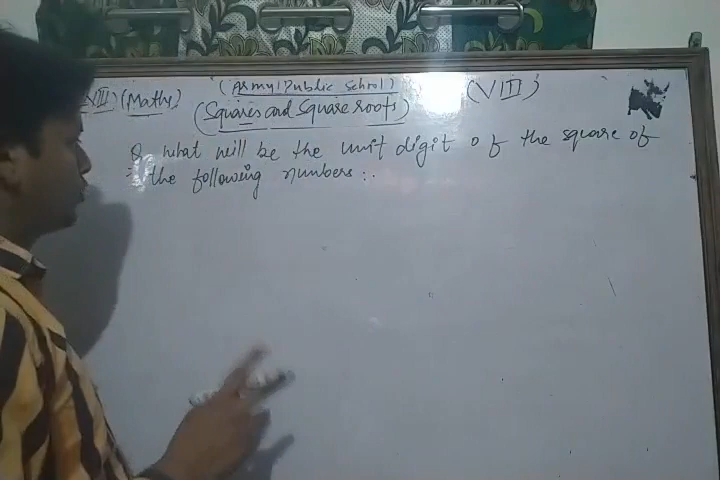 (Army Public School)
VIII) (Maths) (VIII)
(Squares and Square roots)
Q what will be the unit digit of the square of
the following numbers :-